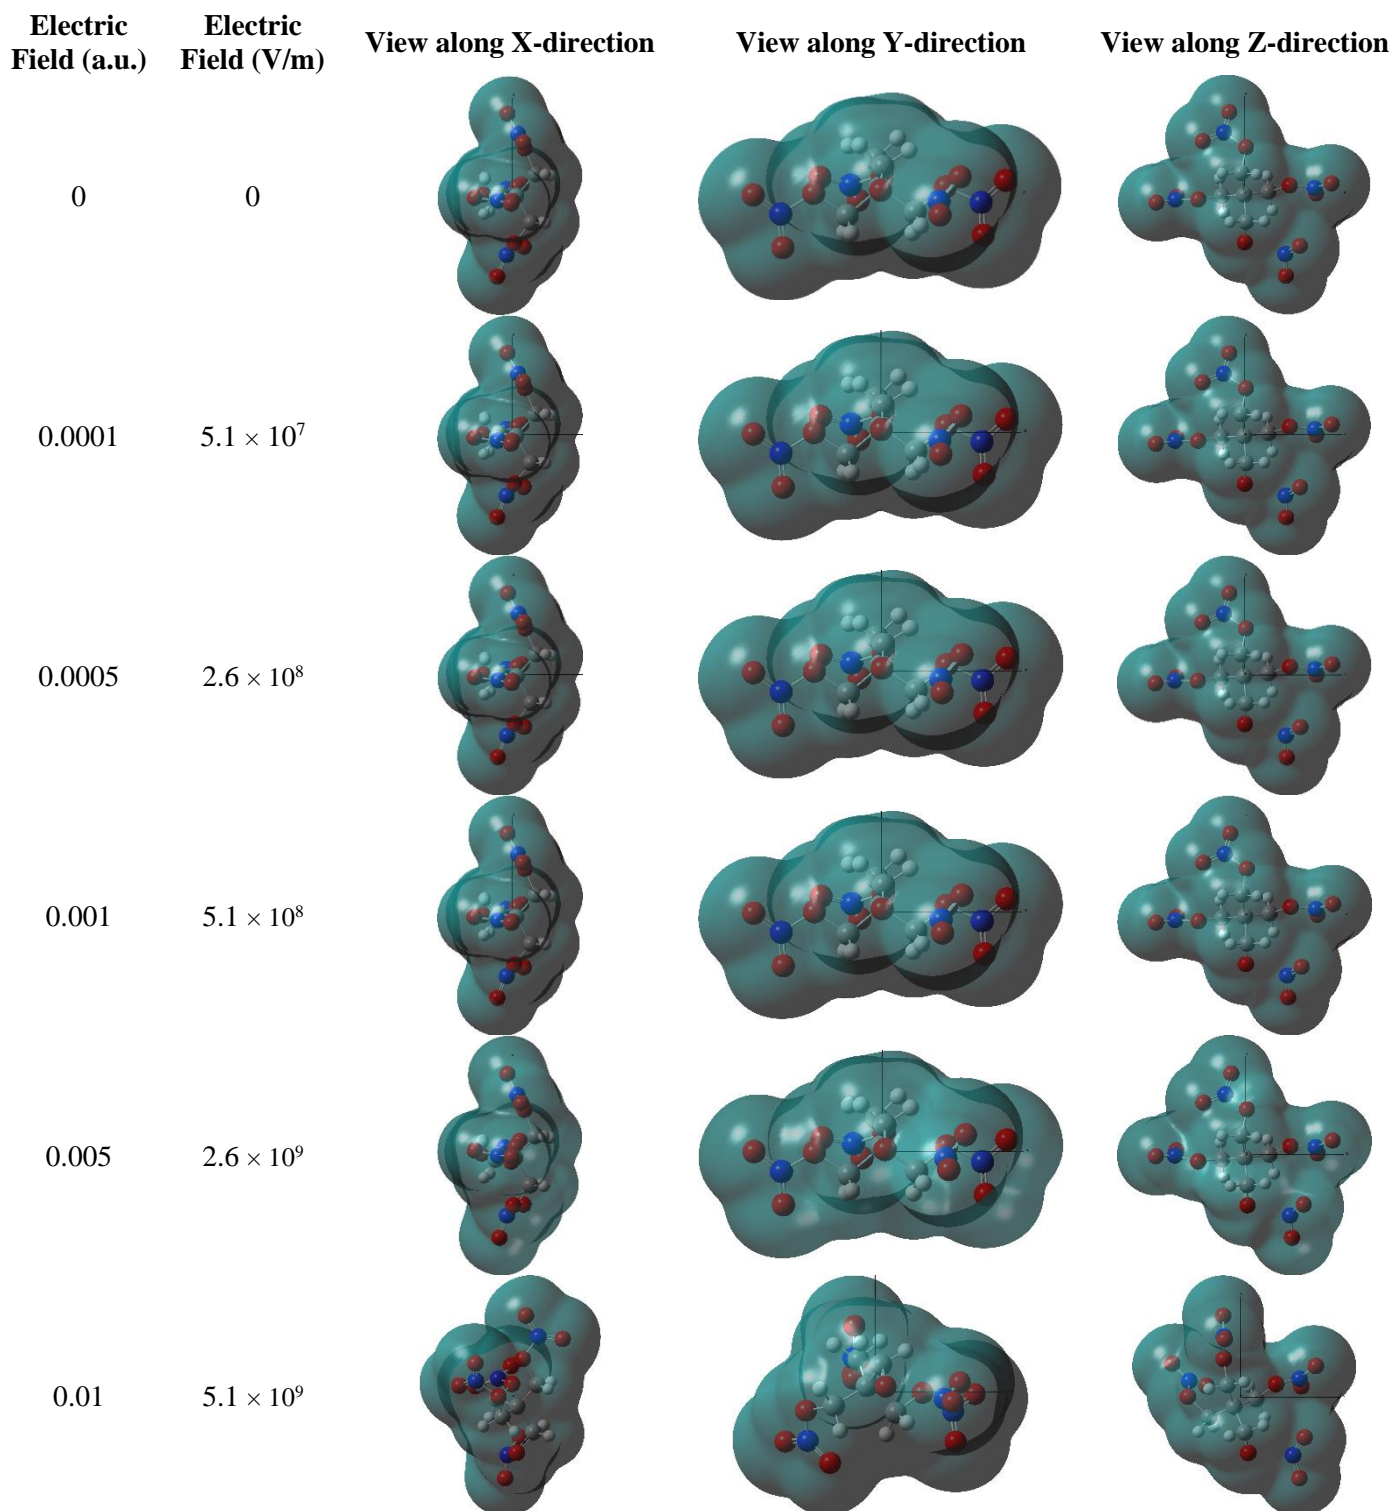 Electric Field (a.u.) Electric Field (V/m) View along X-direction View along Y-direction View along Z-direction
0 0
0.0001 5.1 × 10⁷
0.0005 2.6 × 10⁸
0.001 5.1 × 10⁸
0.005 2.6 × 10⁹
0.01 5.1 × 10⁹